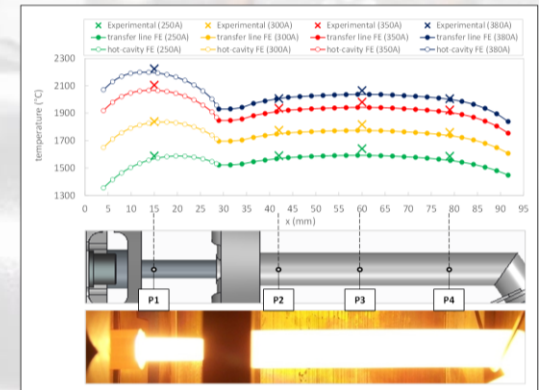 Experimental (250A) Experimental (300A) Experimental (350A) Experimental (380A)
transfer line FE (250A) transfer line FE (300A) transfer line FE (350A) transfer line FE (380A)
hot-cavity FE (250A) hot-cavity FE (300A) hot-cavity FE (350A) hot-cavity FE (380A)
2300
2100
1900
1700
1500
1300
temperature (°C)
0 5 10 15 20 25 30 35 40 45 50 55 60 65 70 75 80 85 90 95
x (mm)
P1 P2 P3 P4